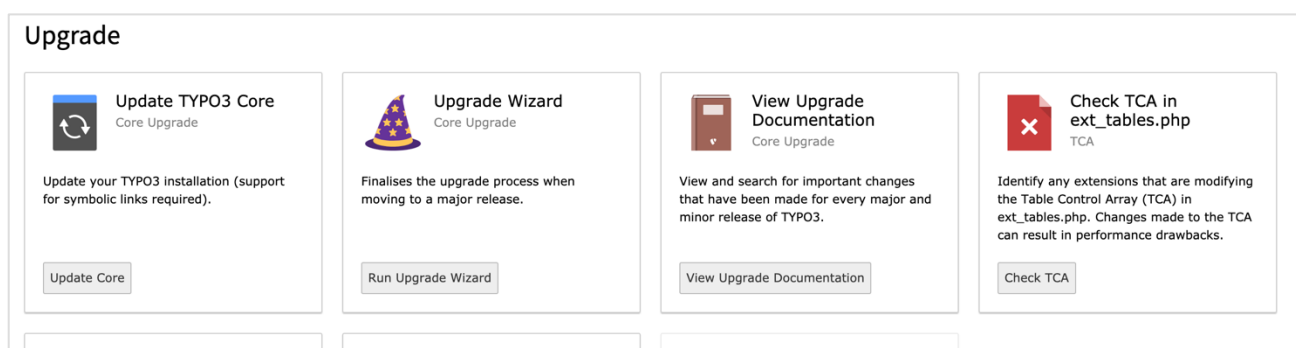 Upgrade
Update TYPO3 Core
Core Upgrade
Update your TYPO3 installation (support
for symbolic links required).
Update Core
Upgrade Wizard
Core Upgrade
Finalises the upgrade process when
moving to a major release.
Run Upgrade Wizard
View Upgrade
Documentation
Core Upgrade
View and search for important changes
that have been made for every major and
minor release of TYPO3.
View Upgrade Documentation
Check TCA in
ext_tables.php
TCA
Identify any extensions that are modifying
the Table Control Array (TCA) in
ext_tables.php. Changes made to the TCA
can result in performance drawbacks.
Check TCA